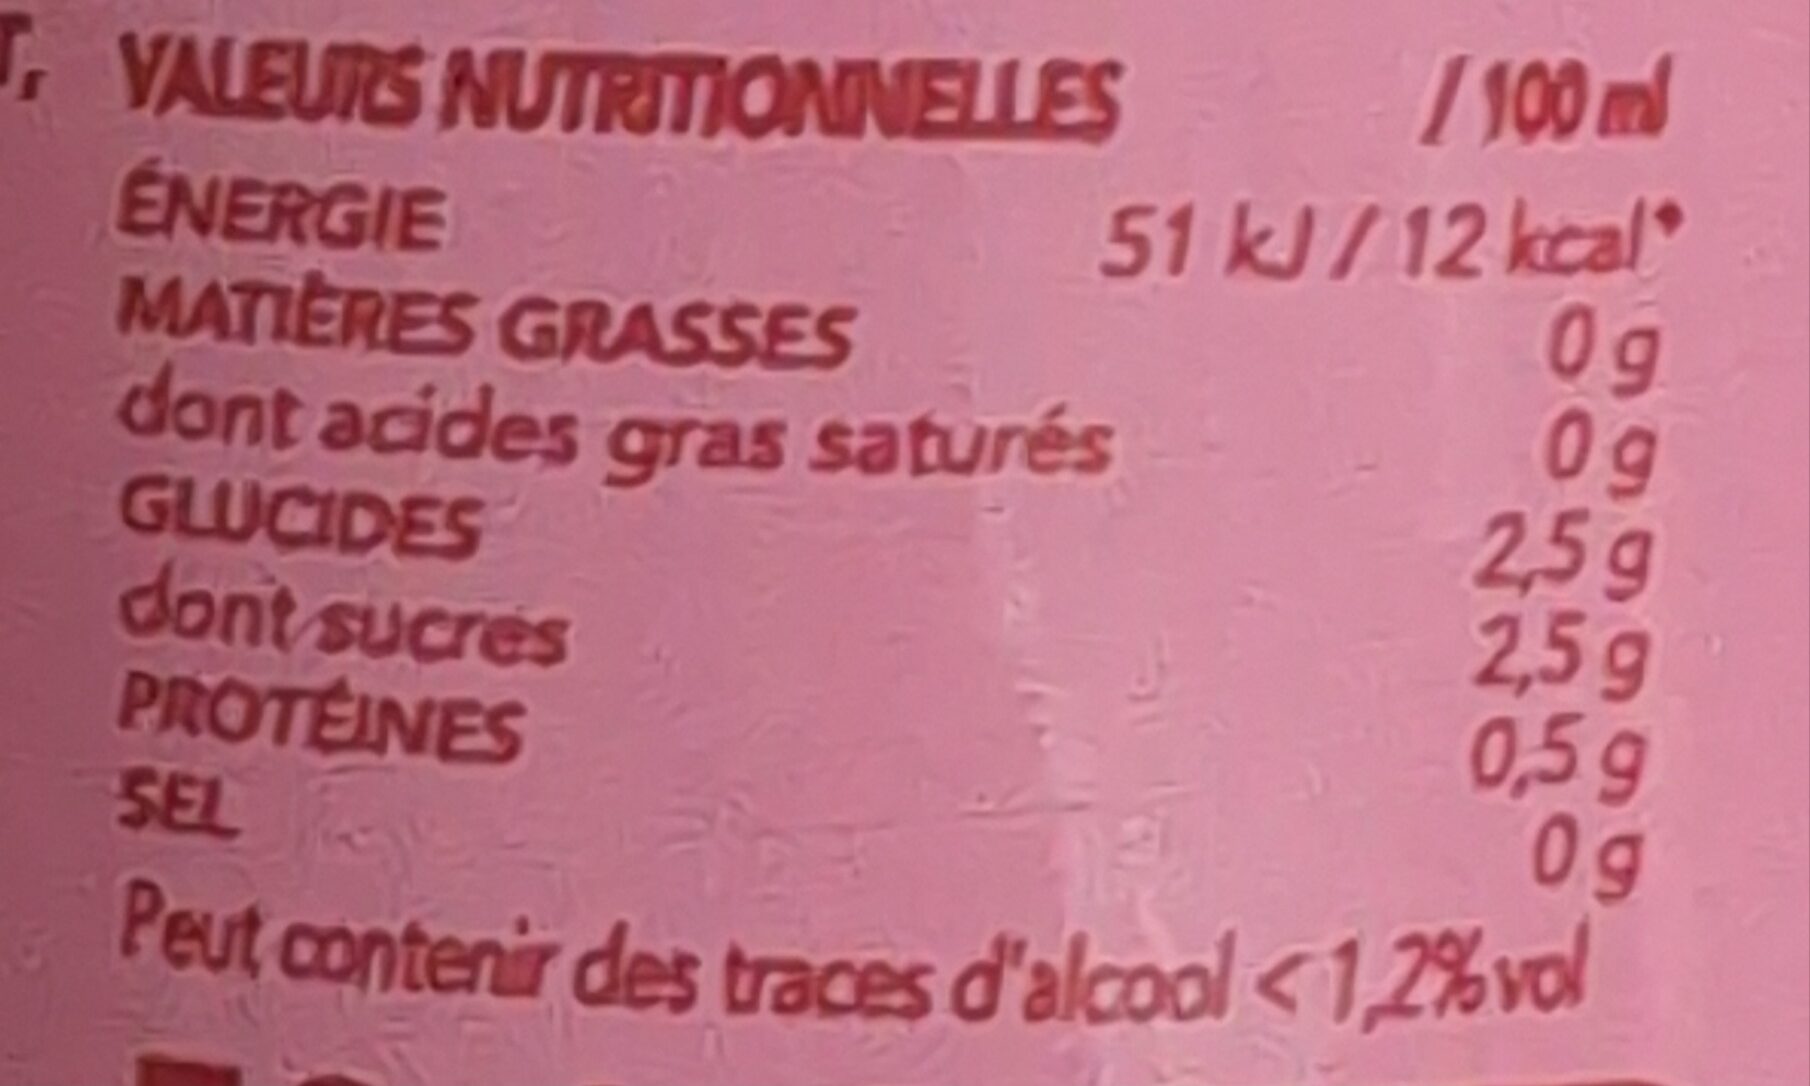 VALEURS NUTRITIONNELLES / 100 ml
ÉNERGIE 51 kJ / 12 kcal*
MATIÈRES GRASSES 0 g
dont acides gras saturés 0 g
GLUCIDES 2,5 g
dont sucres 2,5 g
PROTÉINES 0,5 g
SEL 0 g
Peut contenir des traces d'alcool < 1,2% vol